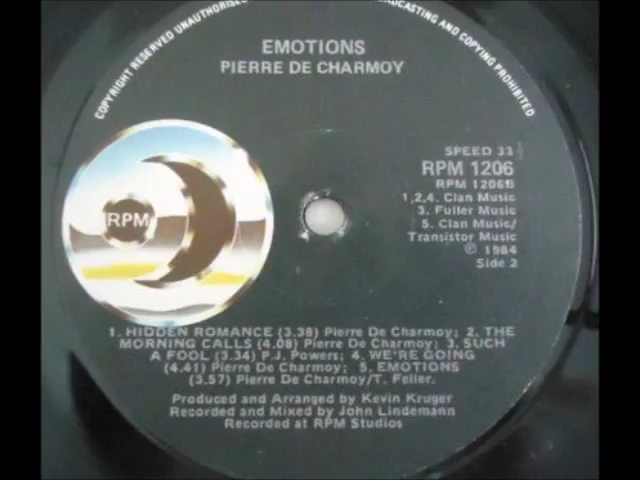 COPYRIGHT RESERVED UNAUTHORISED
BROADCASTING AND COPYING PROHIBITED
EMOTIONS
PIERRE DE CHARMOY
SPEED 33
RPM 1206
RPM 1206B
1,2,4. Clan Music
3. Fuller Music
5. Clan Music/
Transistor Music
℗ 1984
Side 2
RPM
1. HIDDEN ROMANCE (3.38) Pierre De Charmoy; 2. THE
MORNING CALLS (4.08) Pierre De Charmoy; 3. SUCH
A FOOL (3.34) P.J. Powers; 4. WE'RE GOING
(4.41) Pierre De Charmoy; 5. EMOTIONS
(3.57) Pierre De Charmoy/T. Feller.
Produced and Arranged by Kevin Kruger
Recorded and Mixed by John Lindemann
Recorded at RPM Studios